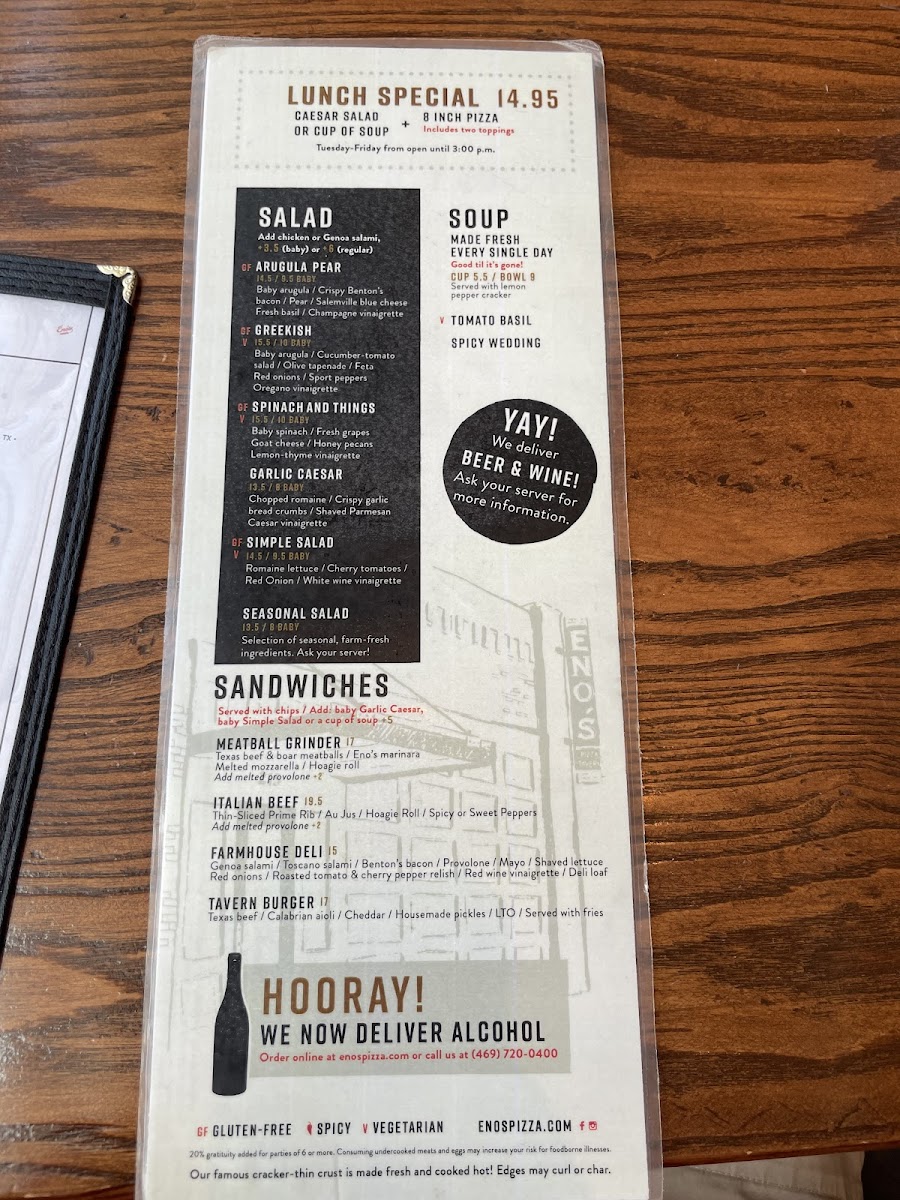 LUNCH SPECIAL 14.95
CAESAR SALAD
OR CUP OF SOUP
+
8 INCH PIZZA
Includes two toppings
Tuesday-Friday from open until 3:00 p.m.
SALAD
Add chicken or Genoa salami,
+3.5 (baby) or +6 (regular)
GF ARUGULA PEAR
14.5 / 9.5 BABY
Baby arugula / Crispy Benton's
bacon / Pear / Salemville blue cheese
Fresh basil / Champagne vinaigrette
GF GREEKISH
V 15.5 / 10 BABY
Baby arugula / Cucumber-tomato
salad / Olive tapenade / Feta
Red onions / Sport peppers
Oregano vinaigrette
GF SPINACH AND THINGS
V 15.5 / 10 BABY
Baby spinach / Fresh grapes
Goat cheese / Honey pecans
Lemon-thyme vinaigrette
GARLIC CAESAR
13.5 / 9 BABY
Chopped romaine / Crispy garlic
bread crumbs / Shaved Parmesan
Caesar vinaigrette
GF SIMPLE SALAD
V 14.5 / 9.5 BABY
Romaine lettuce / Cherry tomatoes /
Red Onion / White wine vinaigrette
SEASONAL SALAD
13.5 / 9 BABY
Selection of seasonal, farm-fresh
ingredients. Ask your server!
SOUP
MADE FRESH
EVERY SINGLE DAY
Good til it's gone!
CUP 5.5 / BOWL 9
Served with lemon
pepper cracker
V TOMATO BASIL
SPICY WEDDING
YAY!
We deliver
BEER & WINE!
Ask your server for
more information.
ENO'S
SANDWICHES
Served with chips / Add: baby Garlic Caesar,
baby Simple Salad or a cup of soup +5
MEATBALL GRINDER 17
Texas beef & boar meatballs / Eno's marinara
Melted mozzarella / Hoagie roll
Add melted provolone +2
ITALIAN BEEF 19.5
Thin-Sliced Prime Rib / Au Jus / Hoagie Roll / Spicy or Sweet Peppers
Add melted provolone +2
FARMHOUSE DELI 15
Genoa salami / Toscano salami / Benton's bacon / Provolone / Mayo / Shaved lettuce
Red onions / Roasted tomato & cherry pepper relish / Red wine vinaigrette / Deli loaf
TAVERN BURGER 17
Texas beef / Calabrian aioli / Cheddar / Housemade pickles / LTO / Served with fries
HOORAY!
WE NOW DELIVER ALCOHOL
Order online at enospizza.com or call us at (469) 720-0400
GF GLUTEN-FREE SPICY V VEGETARIAN ENOSPIZZA.COM
20% gratuity added for parties of 6 or more. Consuming undercooked meats and eggs may increase your risk for foodborne illnesses.
Our famous cracker-thin crust is made fresh and cooked hot! Edges may curl or char.
TX •